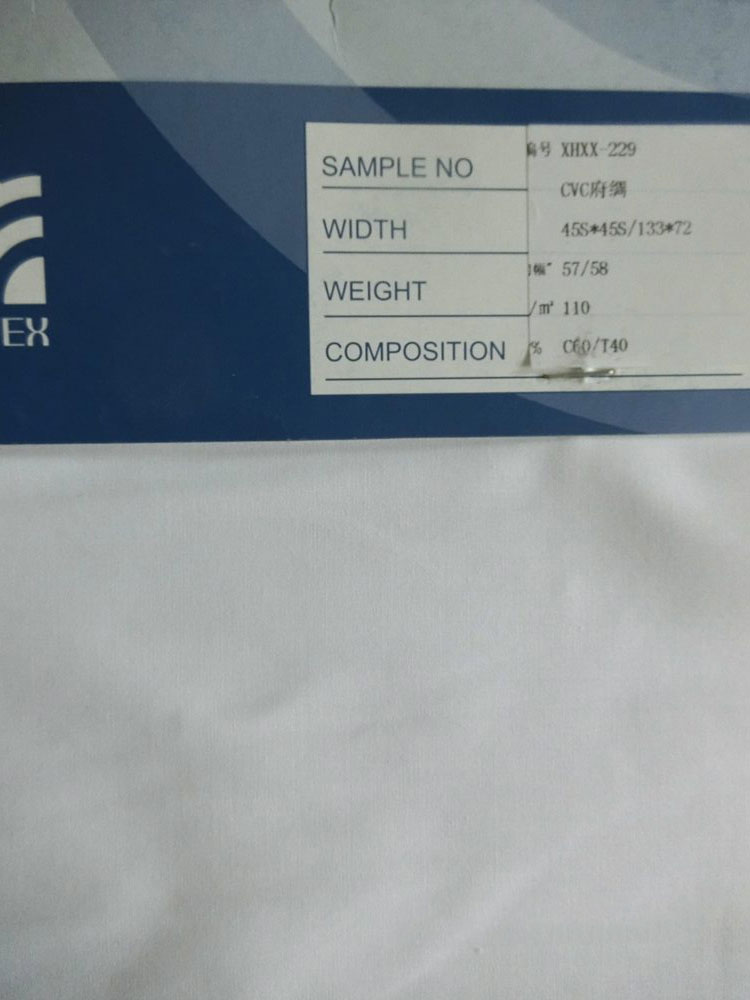 SAMPLE NO
WIDTH
WEIGHT
COMPOSITION
编号 XHXX-229
CVC府绸
45S*45S/133*72
幅" 57/58
/m² 110
% C60/T40
EX